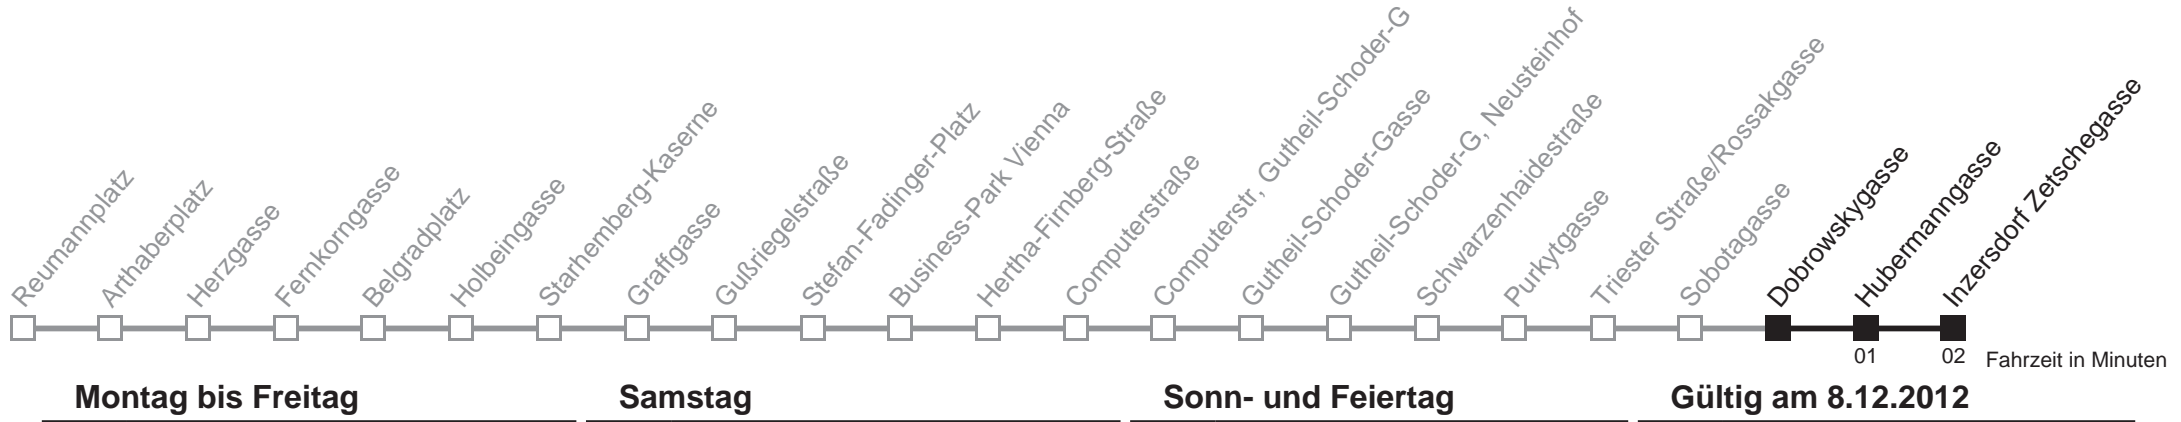 Reumannplatz
Arthaberplatz
Herzgasse
Fernkorngasse
Belgradplatz
Holbeingasse
Starhemberg-Kaserne
Graffgasse
Gußriegelstraße
Stefan-Fadinger-Platz
Business-Park Vienna
Hertha-Firnberg-Straße
Computerstraße
Computerstr, Gutheil-Schoder-G
Gutheil-Schoder-Gasse
Gutheil-Schoder-G, Neusteinhof
Schwarzenhaidestraße
Purkytgasse
Triester Straße/Rossakgasse
Sobotagasse
Dobrowskygasse
Hubermanngasse
Inzersdorf Zetschegasse
01 02 Fahrzeit in Minuten
Montag bis Freitag Samstag Sonn- und Feiertag Gültig am 8.12.2012